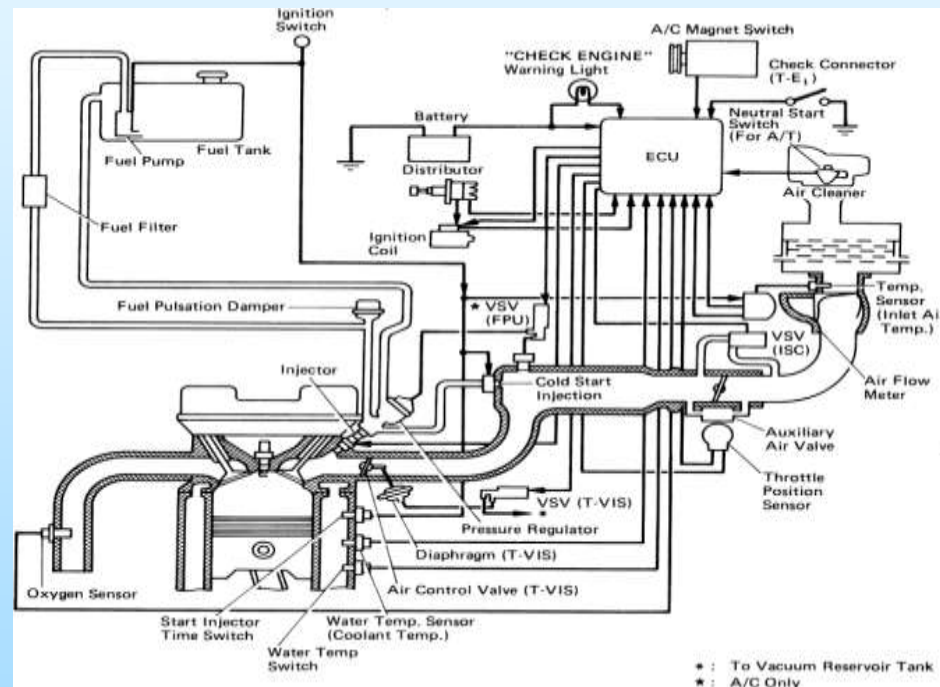 Ignition
Switch
A/C Magnet Switch
"CHECK ENGINE"
Warning Light
Check Connector
(T-E₁)
Neutral Start
Switch
(For A/T)
Battery
ECU
Fuel Pump
Fuel Tank
Distributor
Air Cleaner
Fuel Filter
Ignition
Coil
Temp.
Sensor
(Inlet Air
Temp.)
Fuel Pulsation Damper
* VSV
(FPU)
VSV
(ISC)
Injector
Cold Start
Injection
Air Flow
Meter
Auxiliary
Air Valve
Throttle
Position
Sensor
VSV (T-VIS)
*
Pressure Regulator
Diaphragm (T-VIS)
Oxygen Sensor
Air Control Valve (T-VIS)
Start Injector
Time Switch
Water Temp. Sensor
(Coolant Temp.)
Water Temp
Switch
* : To Vacuum Reservoir Tank
★ : A/C Only